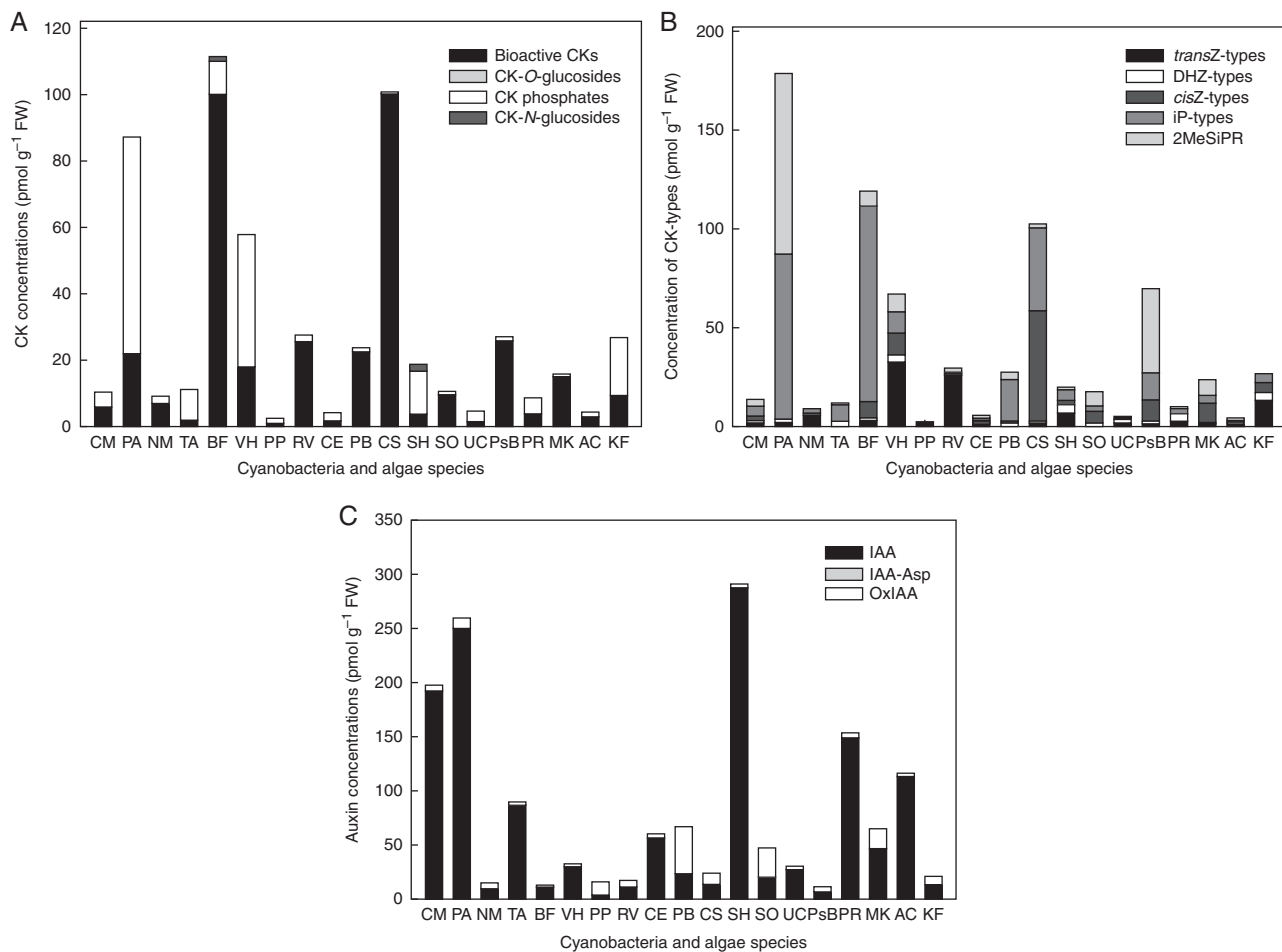 A
CK concentrations (pmol g⁻¹ FW)
120
100
80
60
40
20
0
Bioactive CKs
CK-O-glucosides
CK phosphates
CK-N-glucosides
CM PA NM TA BF VH PP RV CE PB CS SH SO UC PsB PR MK AC KF
Cyanobacteria and algae species
B
Concentration of CK-types (pmol g⁻¹ FW)
200
150
100
50
0
transZ-types
DHZ-types
cisZ-types
iP-types
2MeSiPR
CM PA NM TA BF VH PP RV CE PB CS SH SO UC PsB PR MK AC KF
Cyanobacteria and algae species
C
Auxin concentrations (pmol g⁻¹ FW)
350
300
250
200
150
100
50
0
IAA
IAA-Asp
OxIAA
CM PA NM TA BF VH PP RV CE PB CS SH SO UC PsB PR MK AC KF
Cyanobacteria and algae species